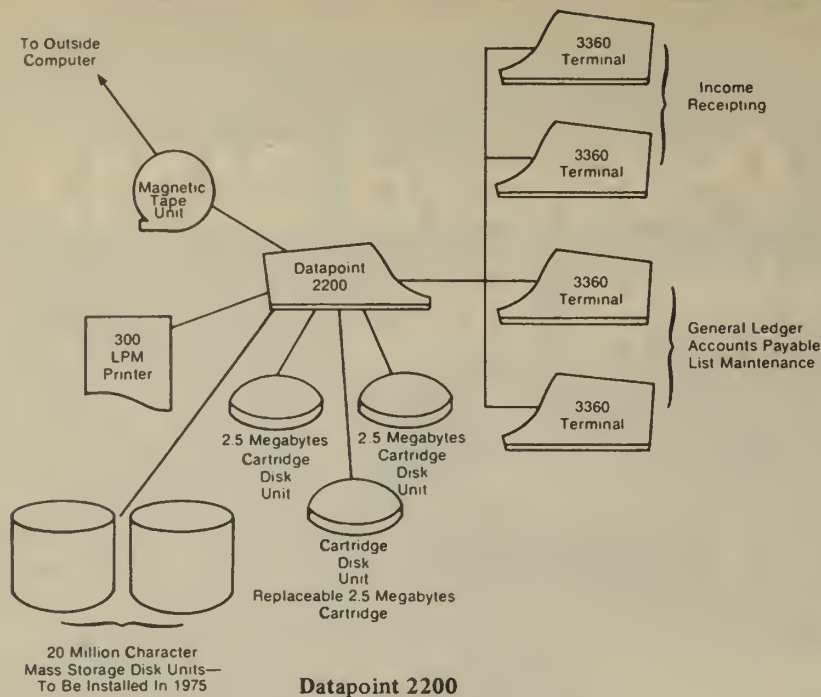 To Outside
Computer
Magnetic
Tape
Unit
300
LPM
Printer
Datapoint
2200
3360
Terminal
3360
Terminal
Income
Receipting
3360
Terminal
3360
Terminal
General Ledger
Accounts Payable
List Maintenance
2.5 Megabytes
Cartridge
Disk
Unit
2.5 Megabytes
Cartridge
Disk
Unit
Cartridge
Disk
Unit
Replaceable 2.5 Megabytes
Cartridge
20 Million Character
Mass Storage Disk Units—
To Be Installed In 1975
Datapoint 2200